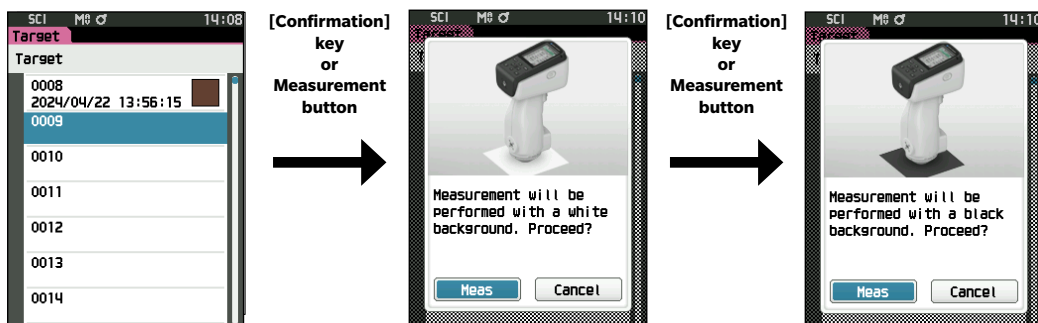 SCI M 14:08
Target
Target
0008
2024/04/22 13:56:15
0009
0010
0011
0012
0013
0014
[Confirmation]
key
or
Measurement
button
SCI M 14:10
Measurement will be
performed with a white
background. Proceed?
Meas Cancel
[Confirmation]
key
or
Measurement
button
SCI M 14:10
Measurement will be
performed with a black
background. Proceed?
Meas Cancel